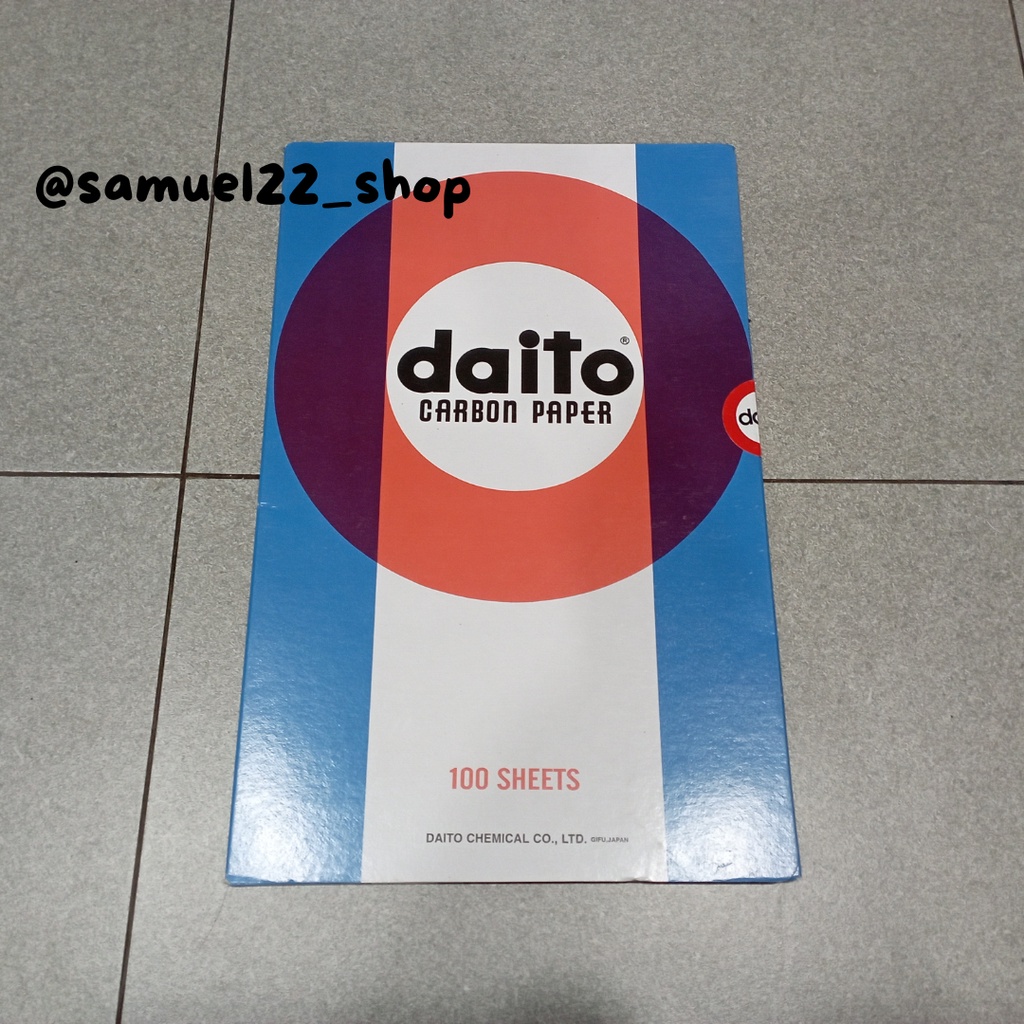 @samuel22_shop
daito®
CARBON PAPER
100 SHEETS
DAITO CHEMICAL CO., LTD. GIFU, JAPAN